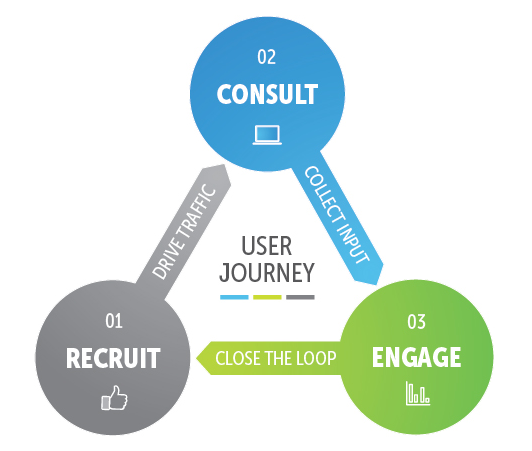 02
CONSULT
DRIVE TRAFFIC
COLLECT INPUT
USER
JOURNEY
01
RECRUIT
CLOSE THE LOOP
03
ENGAGE